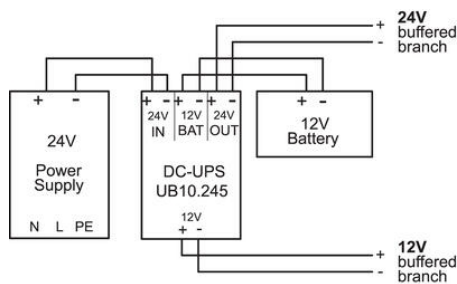 + 24V
buffered
- branch
+ -
24V
Power
Supply
N L PE
+ - + - + -
24V 12V 24V
IN BAT OUT
DC-UPS
UB10.245
12V
+ -
+ -
12V
Battery
+ 12V
buffered
- branch